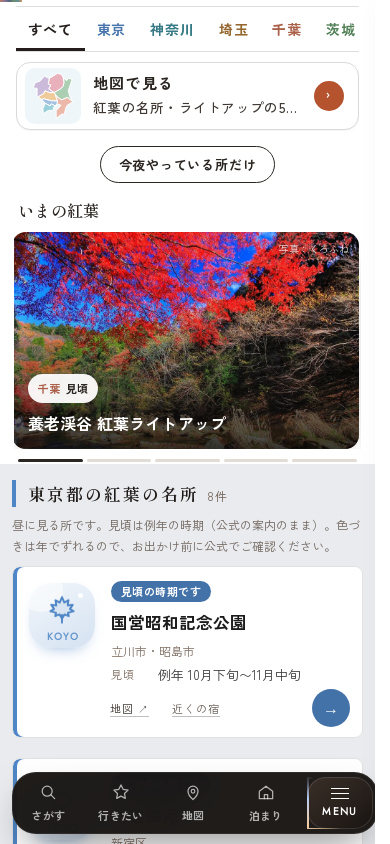 すべて 東京 神奈川 埼玉 千葉 茨城
地図で見る
紅葉の名所・ライトアップの5…
›
今夜やっている所だけ
いまの紅葉
写真：くろふね
千葉 見頃
養老渓谷 紅葉ライトアップ
東京都の紅葉の名所 8件
昼に見る所です。見頃は例年の時期（公式の案内のまま）。色づ
きは年でずれるので、お出かけ前に公式でご確認ください。
見頃の時期です
国営昭和記念公園
KOYO
立川市・昭島市
見頃 例年 10月下旬〜11月中旬
地図 ↗ 近くの宿
→
さがす 行きたい 地図 泊まり MENU
新宿区